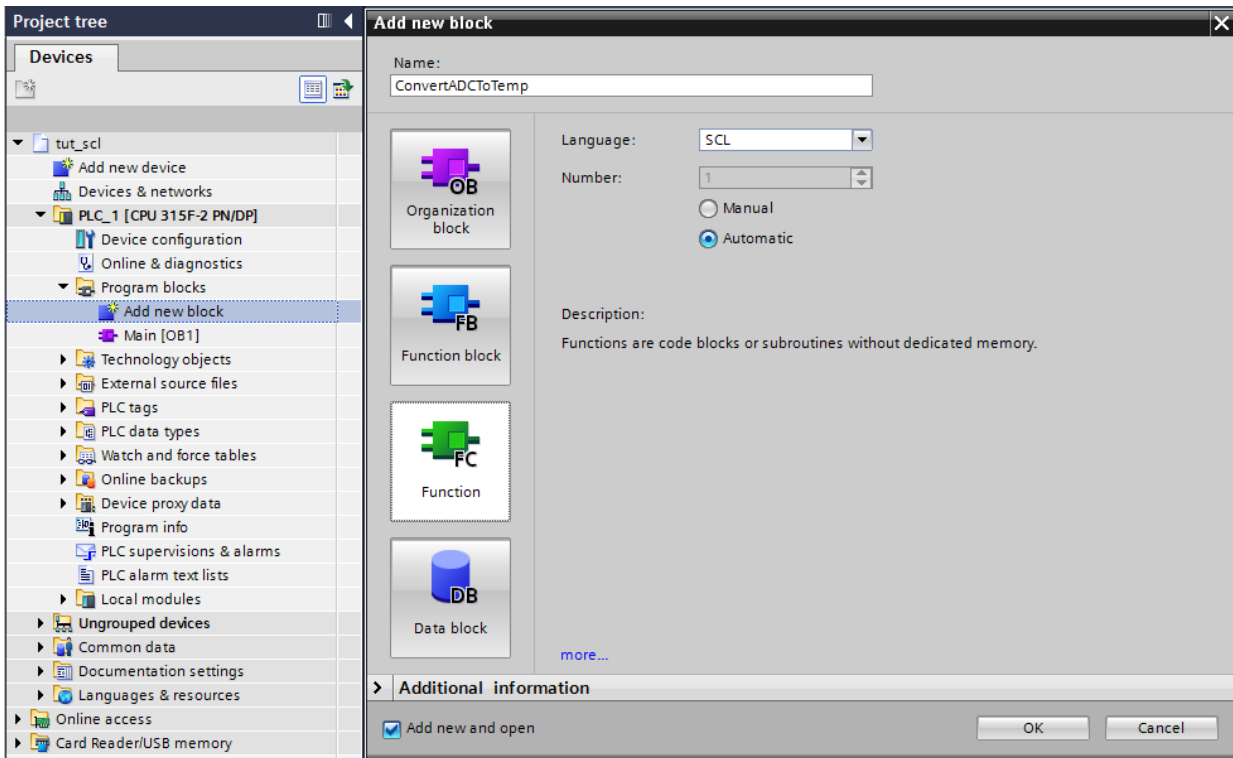 Project tree
Devices
tut_scl
Add new device
Devices & networks
PLC_1 [CPU 315F-2 PN/DP]
Device configuration
Online & diagnostics
Program blocks
Add new block
Main [OB1]
Technology objects
External source files
PLC tags
PLC data types
Watch and force tables
Online backups
Device proxy data
Program info
PLC supervisions & alarms
PLC alarm text lists
Local modules
Ungrouped devices
Common data
Documentation settings
Languages & resources
Online access
Card Reader/USB memory
Add new block
Name:
ConvertADCToTemp
OB
Organization
block
FB
Function block
FC
Function
DB
Data block
Language: SCL
Number: 1
Manual
Automatic
Description:
Functions are code blocks or subroutines without dedicated memory.
more...
Additional information
Add new and open
OK Cancel